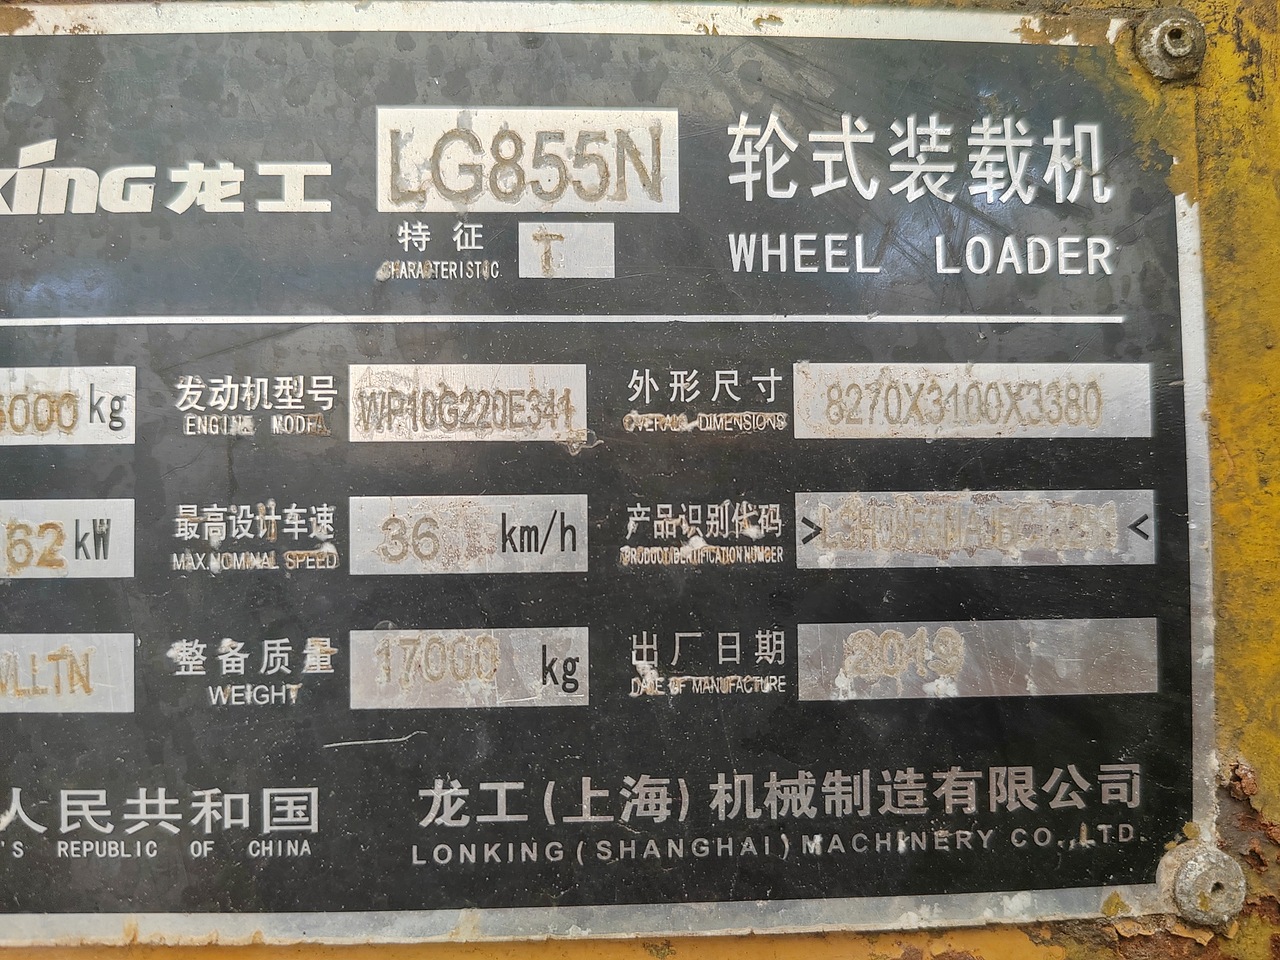 king 龙工 LG855N 轮式装载机
特征 T
CHARACTERISTIC
WHEEL LOADER
000 kg 发动机型号 WP10G220E341 外形尺寸 8270X3100X3380
ENGINE MODEL OVERALL DIMENSIONS
62 kW 最高设计车速 36 km/h 产品识别代码 > <
MAX.NOMINAL SPEED PRODUCT IDENTIFICATION NUMBER
LLTN 整备质量 17000 kg 出厂日期 2019
WEIGHT DATE OF MANUFACTURE
人民共和国 龙工(上海)机械制造有限公司
'S REPUBLIC OF CHINA LONKING(SHANGHAI)MACHINERY CO.,LTD.